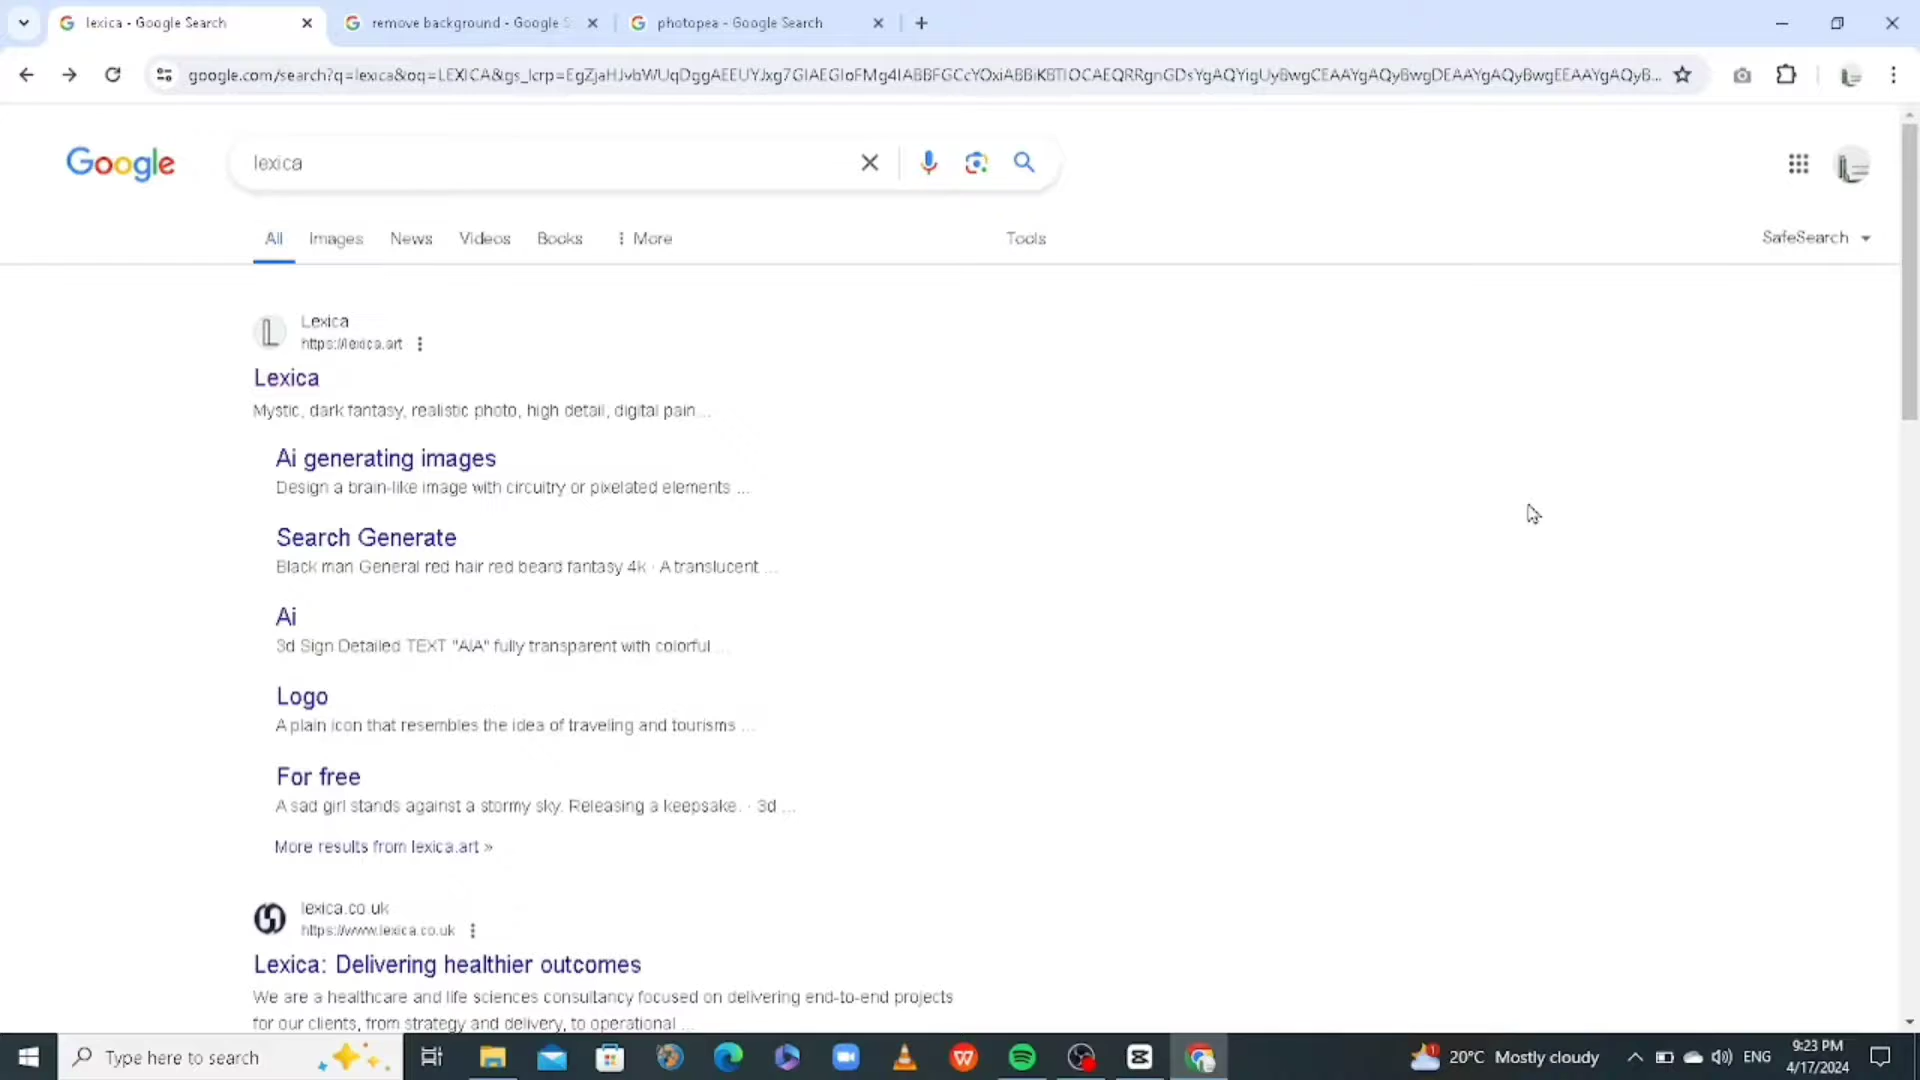 lexica - Google Search
remove background - Google S
photopea - Google Search
google.com/search?q=lexica&oq=LEXICA&gs_lcrp=
Google
lexica
All Images News Videos Books More Tools SafeSearch
Lexica
https://lexica.art
Lexica
Mystic, dark fantasy, realistic photo, high detail, digital pain ...
Ai generating images
Design a brain-like image with circuitry or pixelated elements ...
Search Generate
Black man General red hair red beard fantasy 4k · A translucent ...
Ai
3d Sign Detailed TEXT "AIA" fully transparent with colorful ...
Logo
A plain icon that resembles the idea of traveling and tourisms ...
For free
A sad girl stands against a stormy sky. Releasing a keepsake. · 3d ...
More results from lexica.art »
lexica.co.uk
https://www.lexica.co.uk
Lexica: Delivering healthier outcomes
We are a healthcare and life sciences consultancy focused on delivering end-to-end projects
for our clients, from strategy and delivery, to operational ...
Type here to search
20°C Mostly cloudy
ENG
9:23 PM
4/17/2024